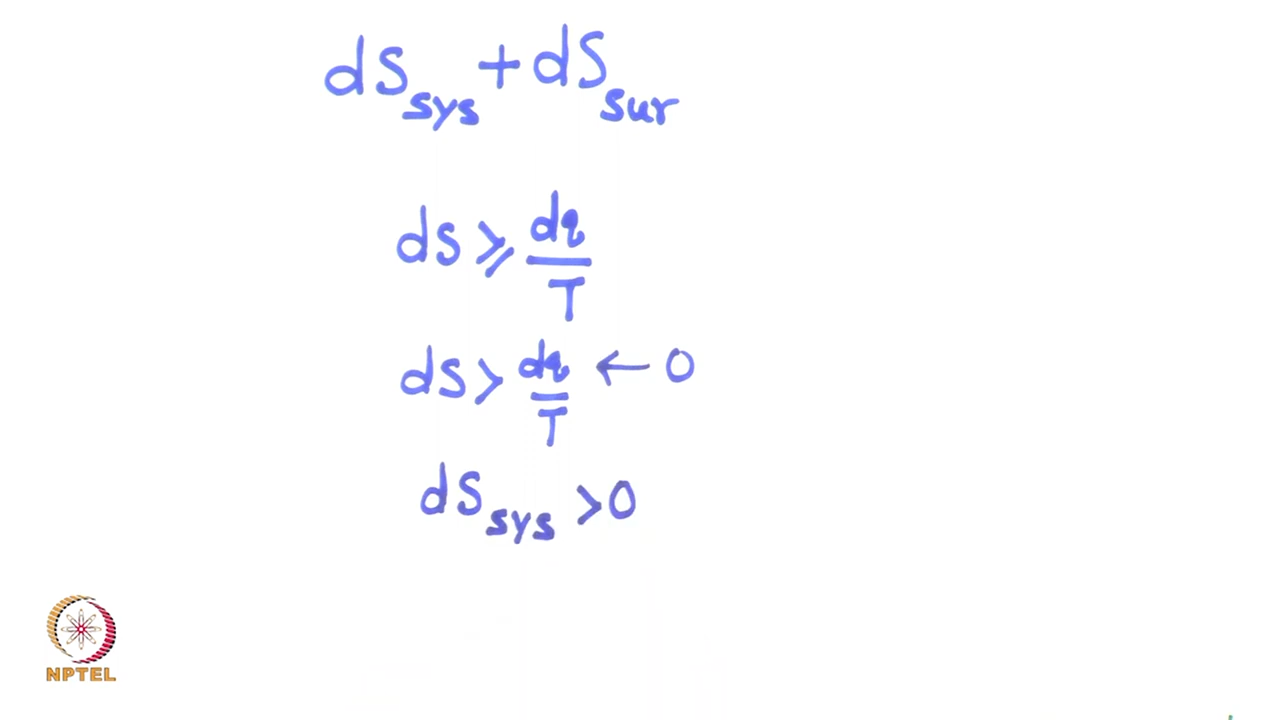 dS_sys + dS_sur
dS ≥ dq/T
dS > dq/T ← 0
dS_sys > 0
NPTEL